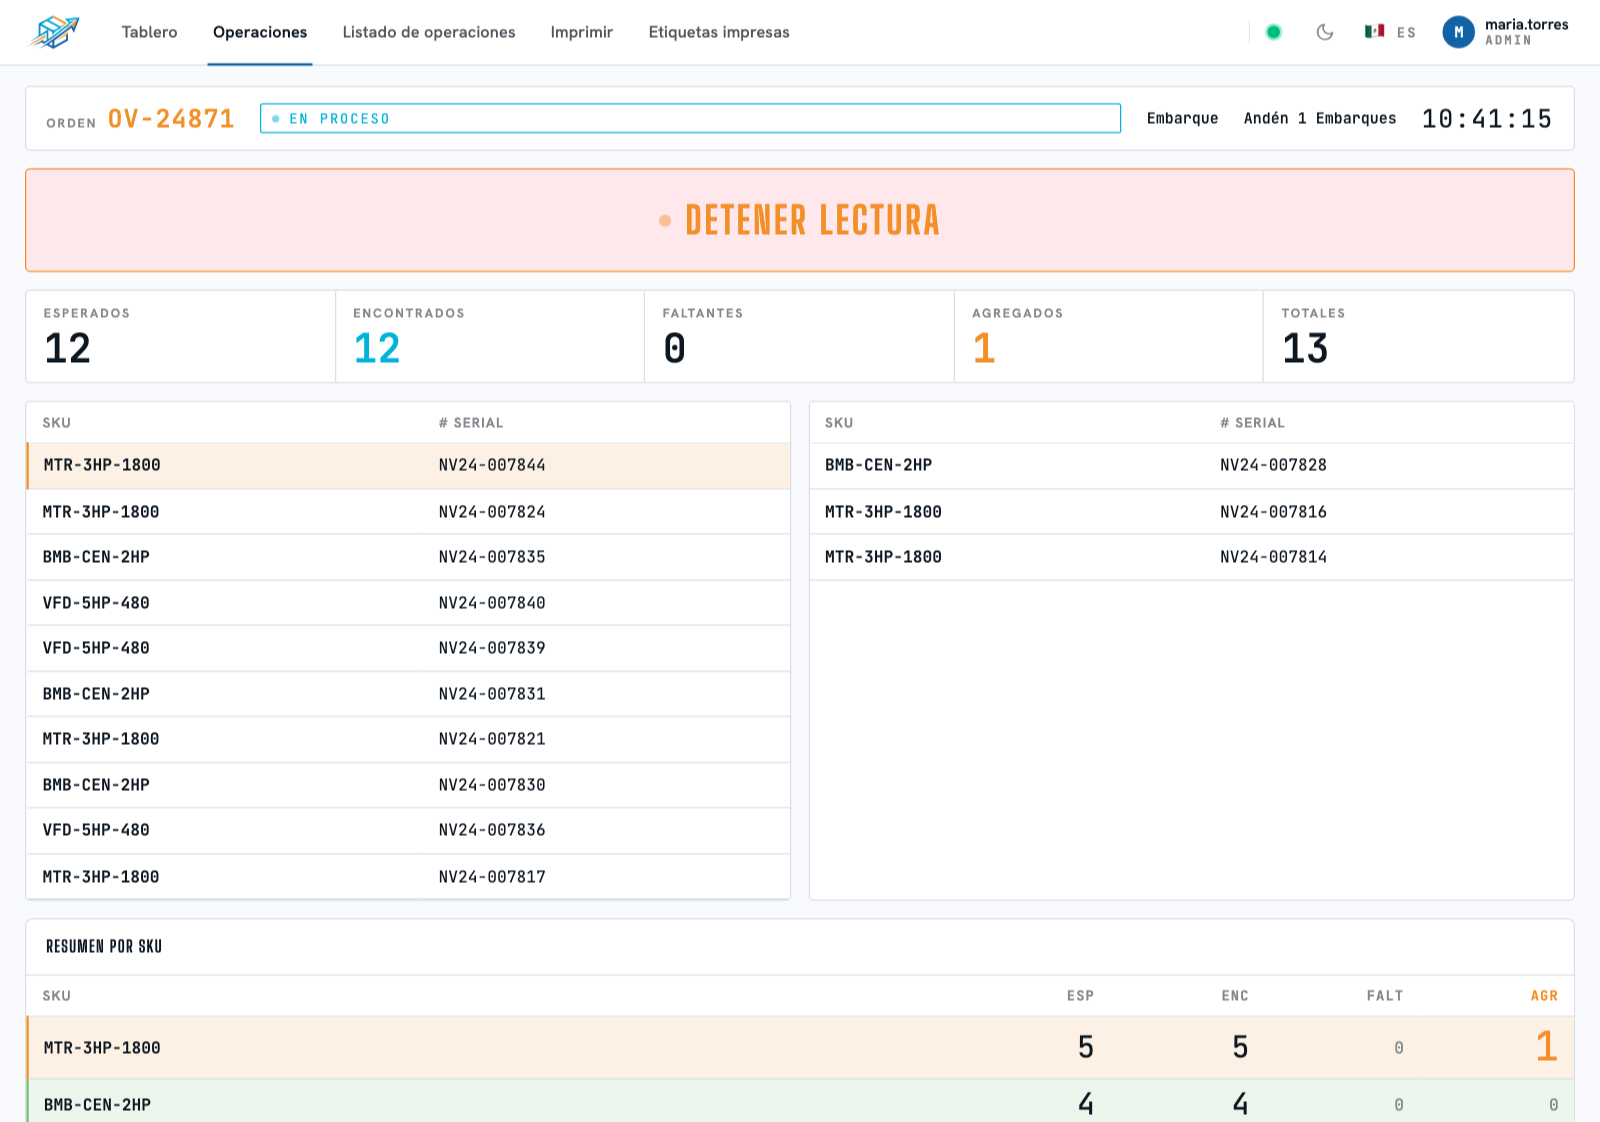 Tablero Operaciones Listado de operaciones Imprimir Etiquetas impresas ES M maria.torres
ADMIN
ORDEN OV-24871 EN PROCESO Embarque Andén 1 Embarques 10:41:15
DETENER LECTURA
ESPERADOS ENCONTRADOS FALTANTES AGREGADOS TOTALES
12 12 0 1 13
SKU # SERIAL
MTR-3HP-1800 NV24-007844
MTR-3HP-1800 NV24-007824
BMB-CEN-2HP NV24-007835
VFD-5HP-480 NV24-007840
VFD-5HP-480 NV24-007839
BMB-CEN-2HP NV24-007831
MTR-3HP-1800 NV24-007821
BMB-CEN-2HP NV24-007830
VFD-5HP-480 NV24-007836
MTR-3HP-1800 NV24-007817
SKU # SERIAL
BMB-CEN-2HP NV24-007828
MTR-3HP-1800 NV24-007816
MTR-3HP-1800 NV24-007814
RESUMEN POR SKU
SKU ESP ENC FALT AGR
MTR-3HP-1800 5 5 0 1
BMB-CEN-2HP 4 4 0 0